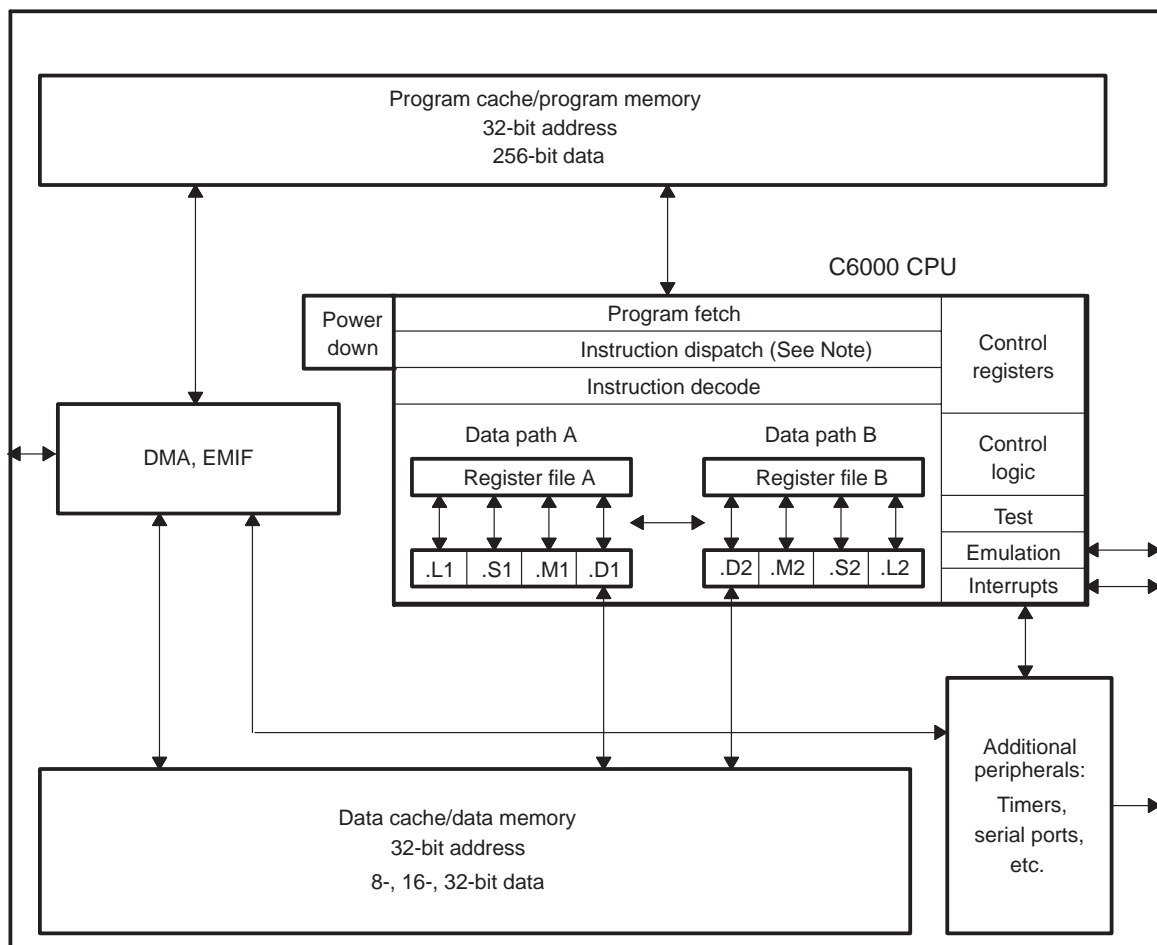 Program cache/program memory
32-bit address
256-bit data
C6000 CPU
Power
down
Program fetch
Instruction dispatch (See Note)
Instruction decode
Control
registers
DMA, EMIF
Data path A
Data path B
Register file A
Register file B
.L1 .S1 .M1 .D1
.D2 .M2 .S2 .L2
Control
logic
Test
Emulation
Interrupts
Data cache/data memory
32-bit address
8-, 16-, 32-bit data
Additional
peripherals:
Timers,
serial ports,
etc.